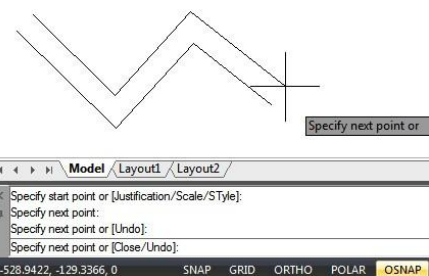 Specify next point or
Model Layout1 Layout2
Specify start point or [Justification/Scale/STyle]:
Specify next point:
Specify next point or [Undo]:
Specify next point or [Close/Undo]:
-528.9422, -129.3366, 0 SNAP GRID ORTHO POLAR OSNAP